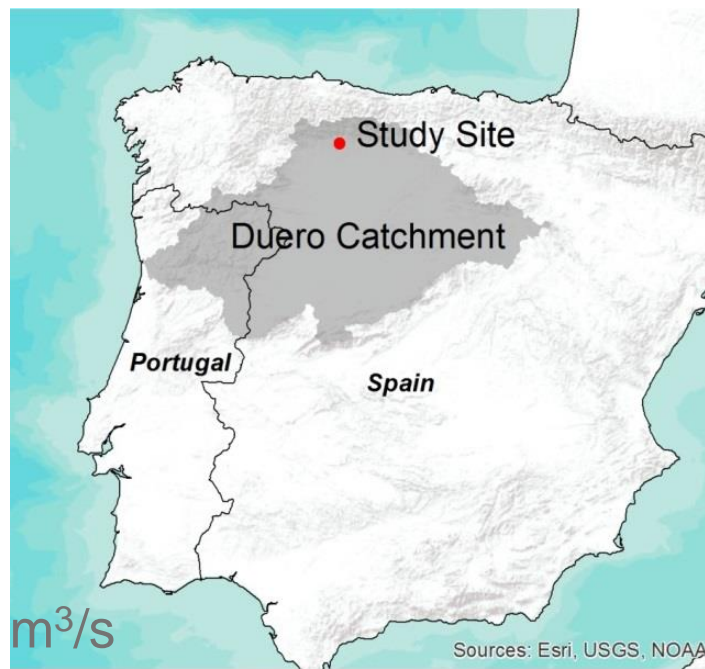 Study Site
Duero Catchment
Portugal
Spain
m³/s
Sources: Esri, USGS, NOAA